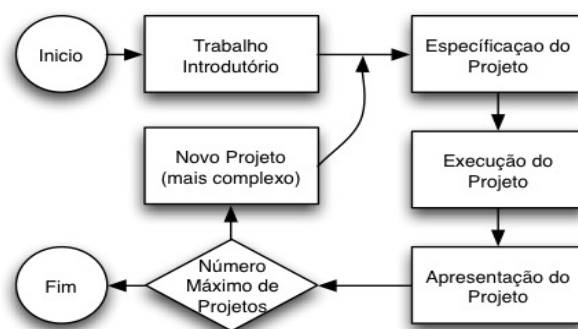 Inicio
Trabalho
Introdutório
Específicaçao do
Projeto
Novo Projeto
(mais complexo)
Execução do
Projeto
Fim
Número
Máximo de
Projetos
Apresentação do
Projeto